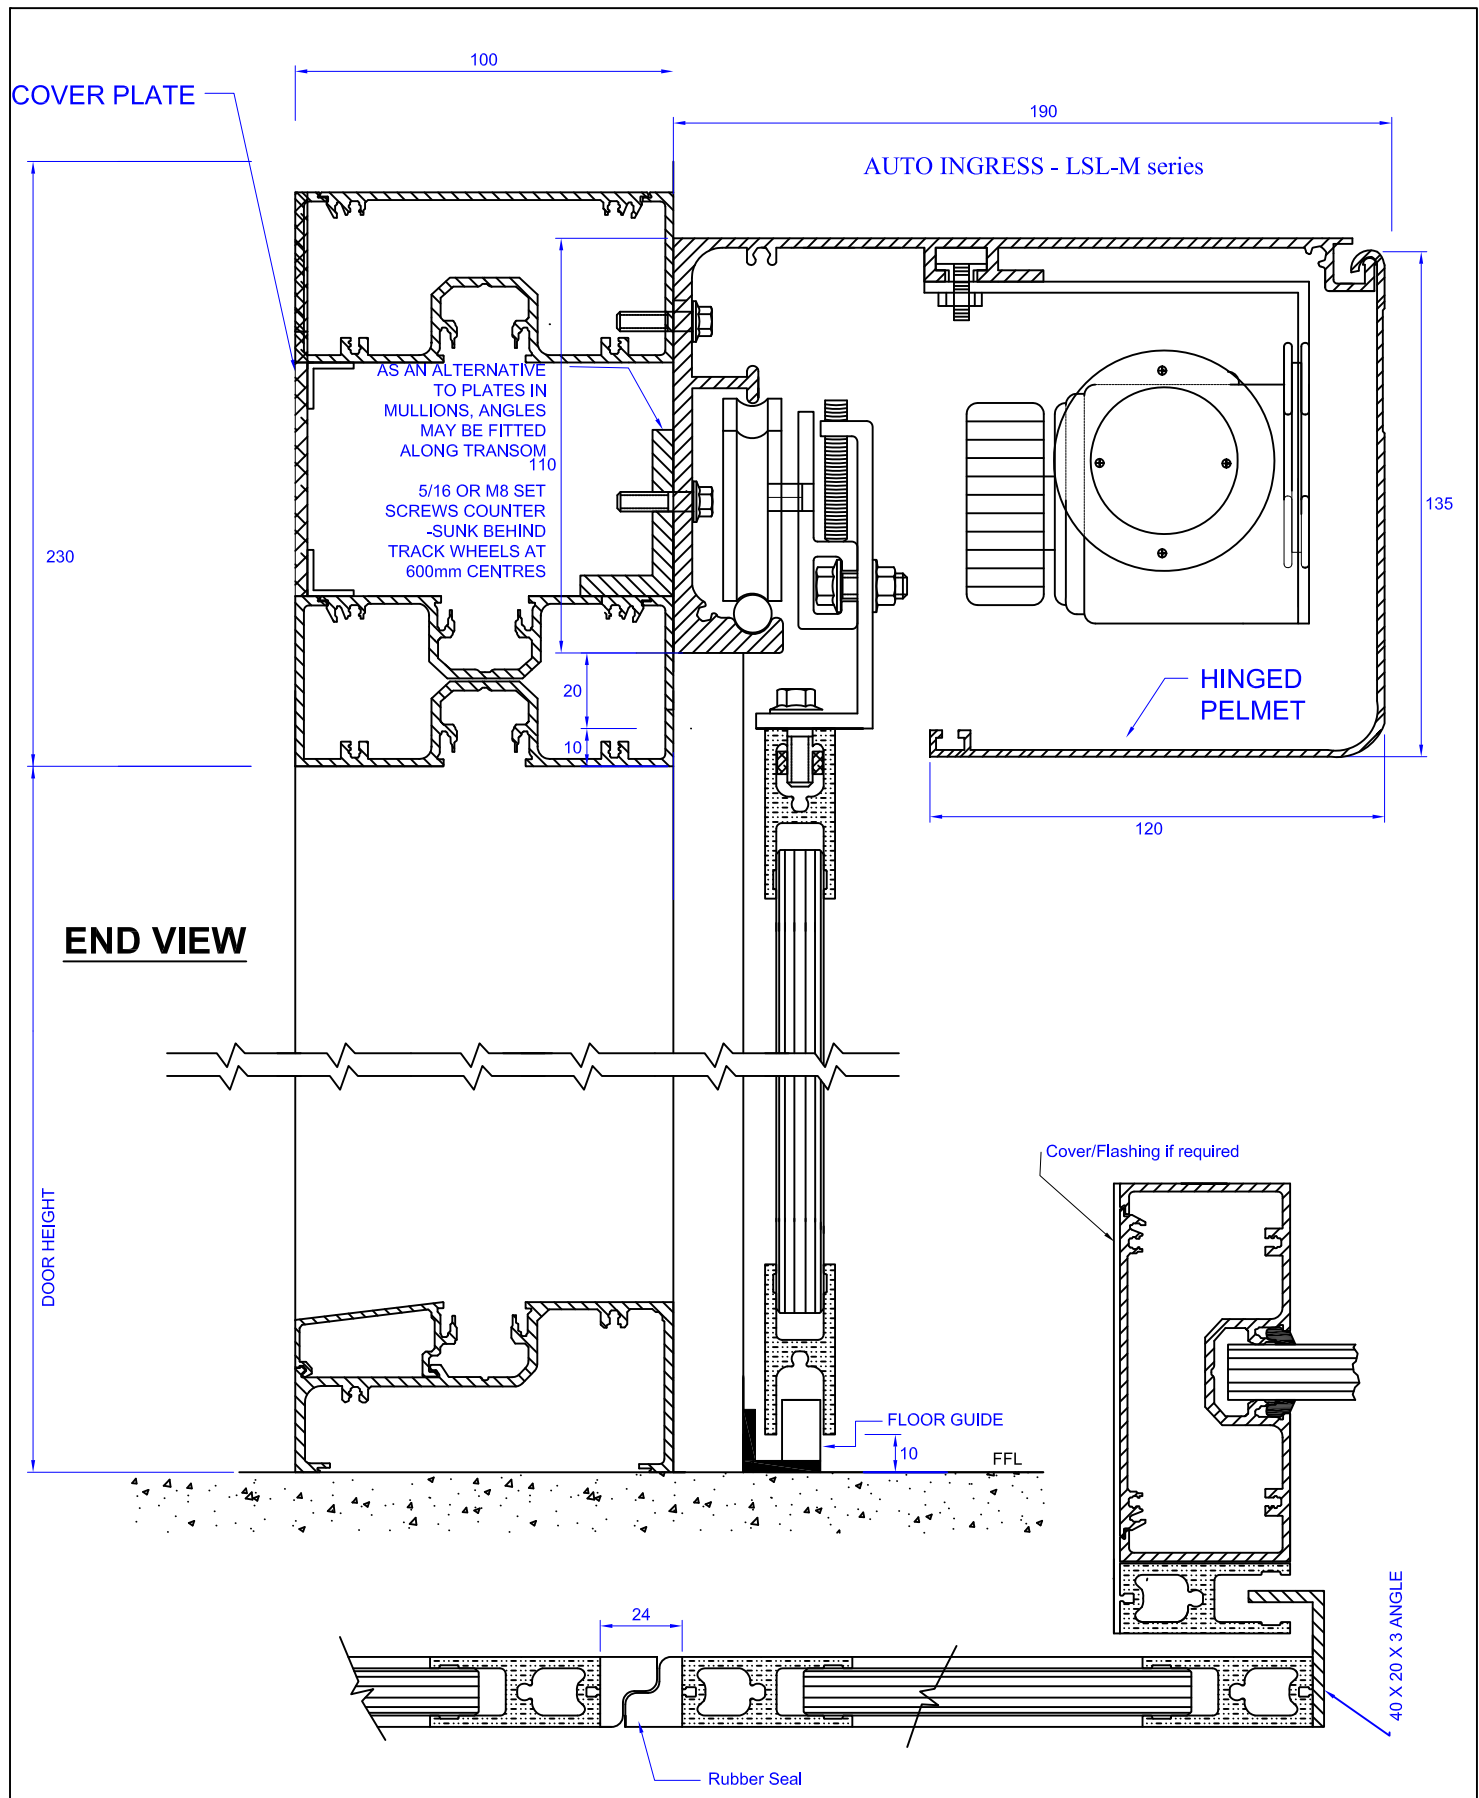 100
COVER PLATE
190
AUTO INGRESS - LSL-M series
AS AN ALTERNATIVE
TO PLATES IN
MULLIONS, ANGLES
MAY BE FITTED
ALONG TRANSOM
110
5/16 OR M8 SET
SCREWS COUNTER
-SUNK BEHIND
TRACK WHEELS AT
600mm CENTRES
230
135
20
10
HINGED
PELMET
120
END VIEW
DOOR HEIGHT
Cover/Flashing if required
FLOOR GUIDE
10
FFL
24
40 X 20 X 3 ANGLE
Rubber Seal